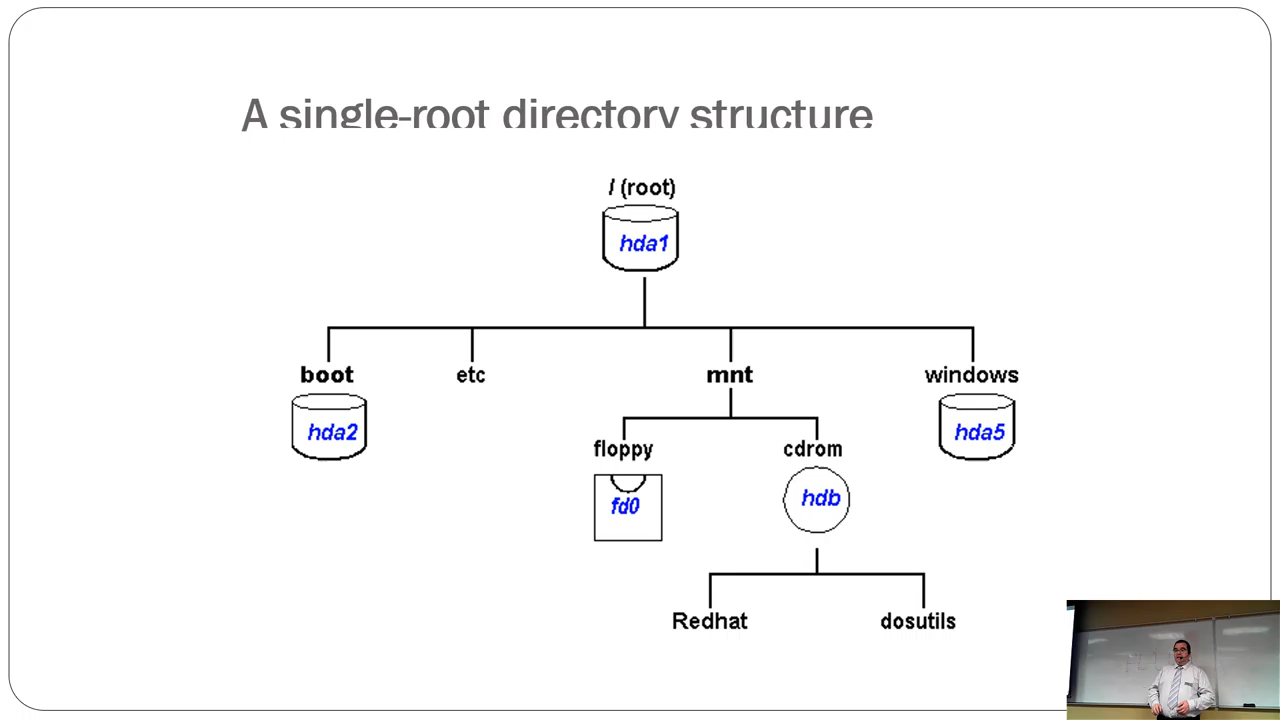 A single-root directory structure
/ (root)
hda1
boot
etc
mnt
windows
hda2
hda5
floppy
cdrom
fd0
hdb
Redhat
dosutils